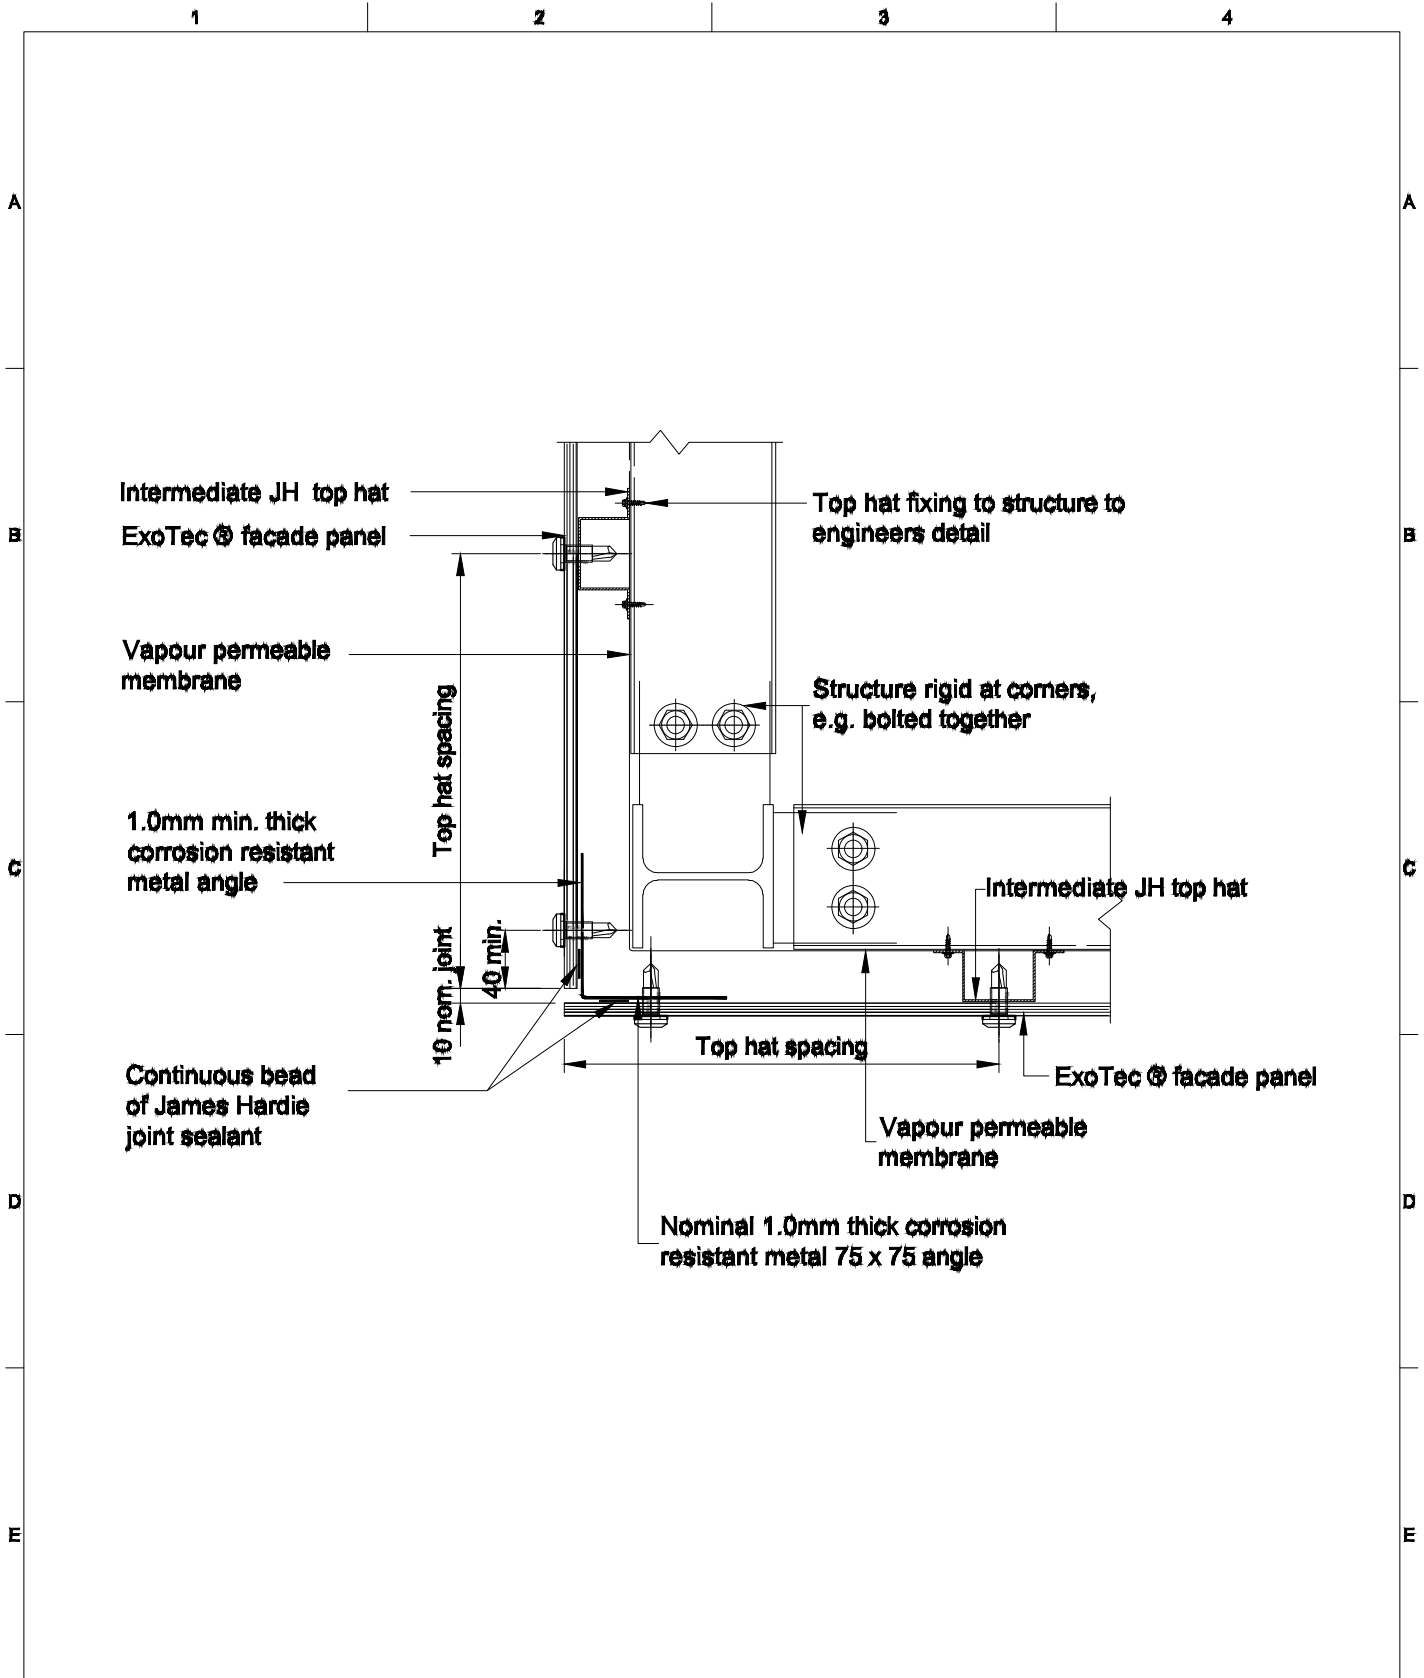 1 2 3 4
A A
Intermediate JH top hat
Top hat fixing to structure to
engineers detail
B B
ExoTec ® facade panel
Vapour permeable
membrane
Structure rigid at corners,
e.g. bolted together
Top hat spacing
1.0mm min. thick
corrosion resistant
metal angle
C C
Intermediate JH top hat
10 nom. joint
40 min.
Top hat spacing
Continuous bead
of James Hardie
joint sealant
ExoTec ® facade panel
Vapour permeable
membrane
D D
Nominal 1.0mm thick corrosion
resistant metal 75 x 75 angle
E E